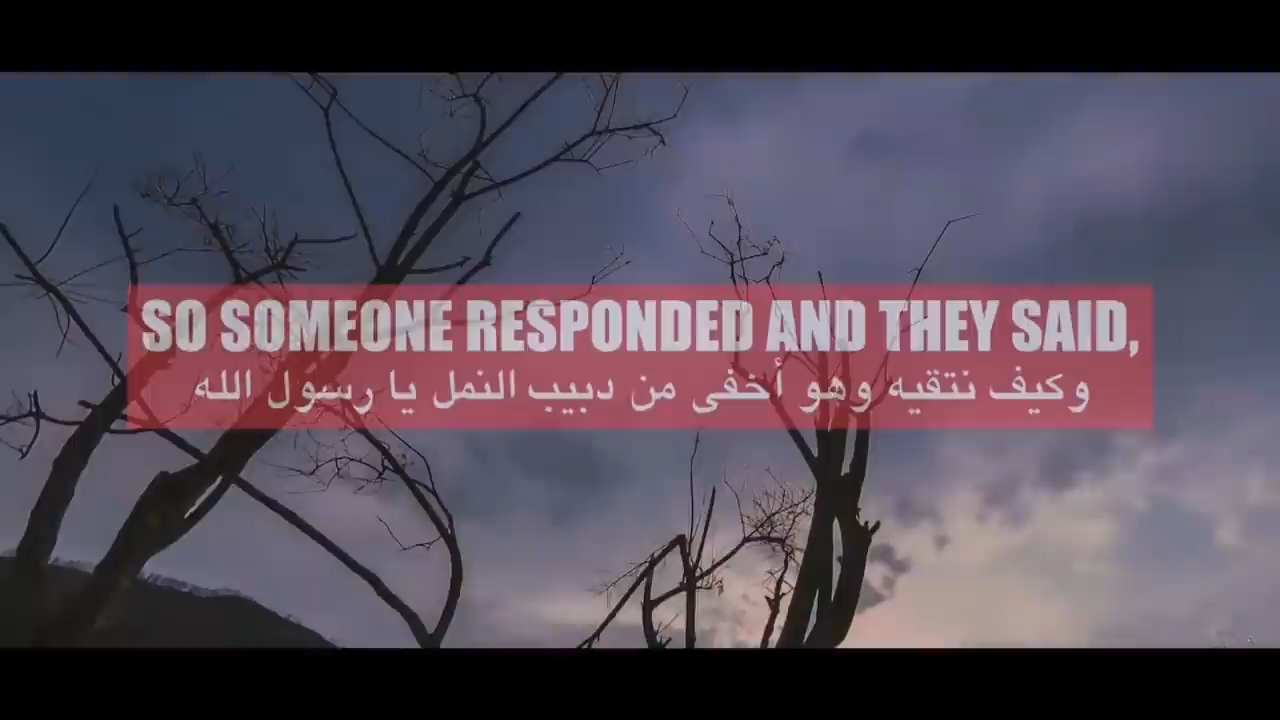 SO SOMEONE RESPONDED AND THEY SAID,
وكيف نتقيه وهو أخفى من دبيب النمل يا رسول الله